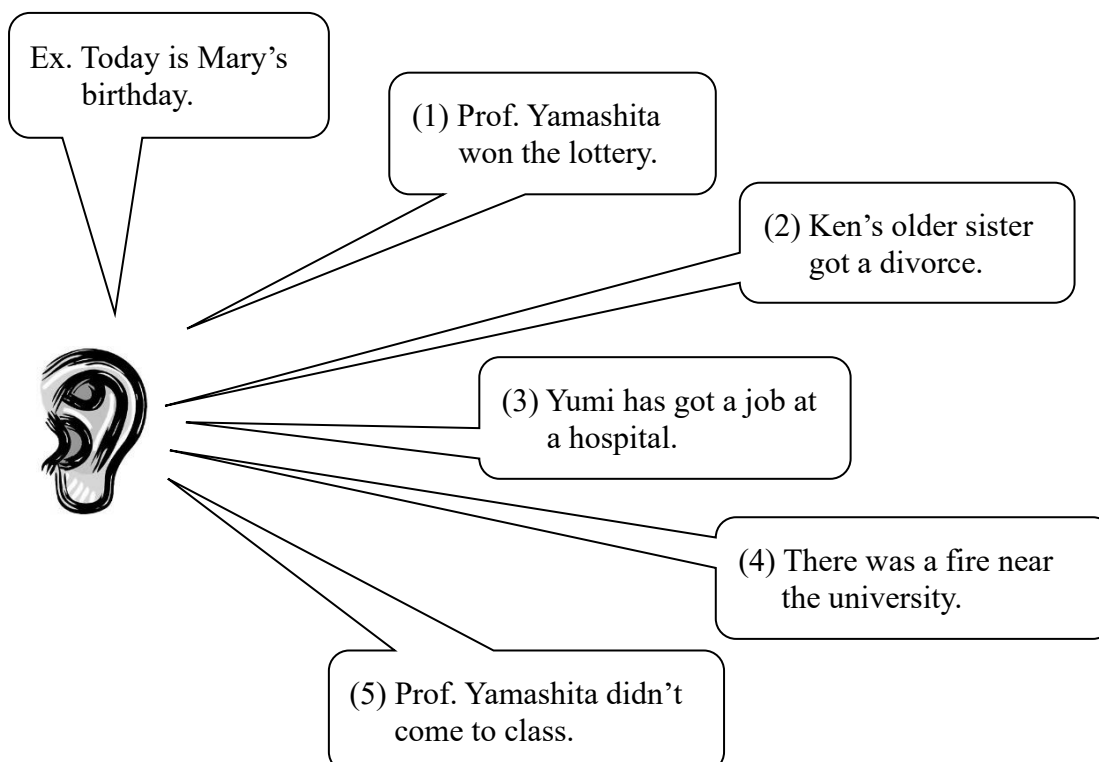 Ex. Today is Mary’s
birthday.
(1) Prof. Yamashita
won the lottery.
(2) Ken’s older sister
got a divorce.
(3) Yumi has got a job at
a hospital.
(4) There was a fire near
the university.
(5) Prof. Yamashita didn’t
come to class.